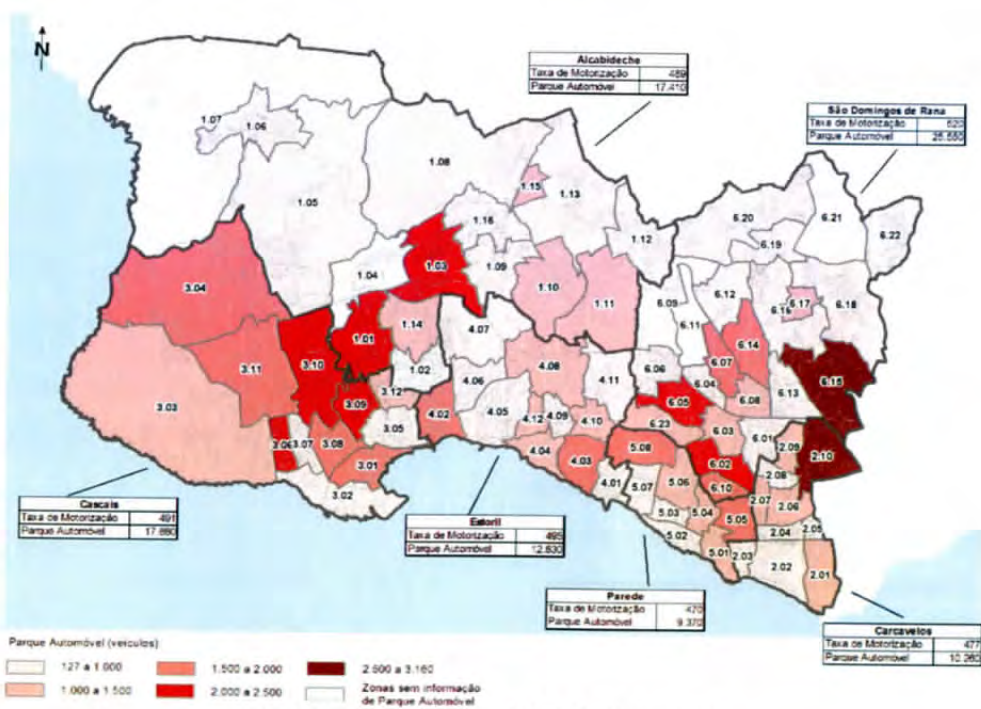 N
Alcabideche
Taxa de Motorização 489
Parque Automóvel 17.410
São Domingos de Rana
Taxa de Motorização 520
Parque Automóvel
1.07
1.06
1.08
1.05
1.15
1.13
1.16
1.12
1.03
1.09
1.04
1.10
1.11
6.20
6.21
6.19
6.22
6.09
6.12
6.17
6.18
6.11
3.04
3.11
3.10
1.01
1.14
4.07
1.02
6.14
6.07
6.15
3.03
3.12
3.09
4.06
4.08
4.11
6.06
6.04
6.13
6.08
6.05
3.05
4.02
4.05
4.12
4.09
4.10
6.23
6.03
6.01
2.09
2.10
3.06
3.07
3.08
3.01
3.02
4.04
4.03
4.01
5.08
6.02
2.08
5.07
5.06
6.10
2.07
2.06
5.03
5.04
5.05
2.04
2.05
5.02
5.01
2.03
2.02
2.01
Cascais
Taxa de Motorização 491
Parque Automóvel
Estoril
Taxa de Motorização 495
Parque Automóvel
Parede
Taxa de Motorização 470
Parque Automóvel 9.370
Carcavelos
Taxa de Motorização 477
Parque Automóvel
Parque Automóvel (veículos)
127 a 1.000
1.500 a 2.000
2.500 a 3.160
1.000 a 1.500
2.000 a 2.500
Zonas sem informação
de Parque Automóvel